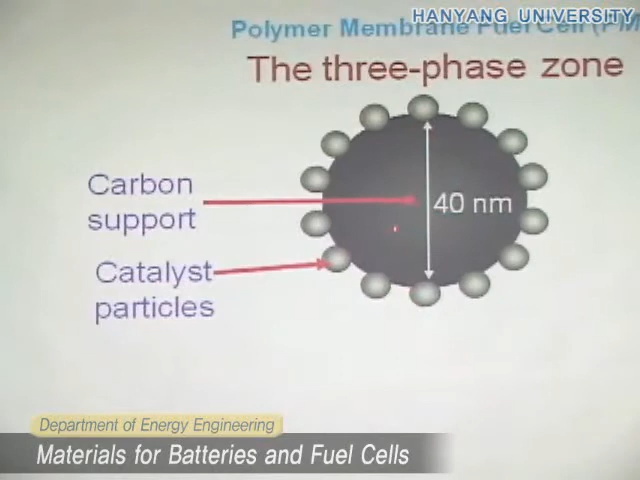 HANYANG UNIVERSITY
Polymer Membrane Fuel Cell (PM
The three-phase zone
Carbon
support
40 nm
Catalyst
particles
Department of Energy Engineering
Materials for Batteries and Fuel Cells